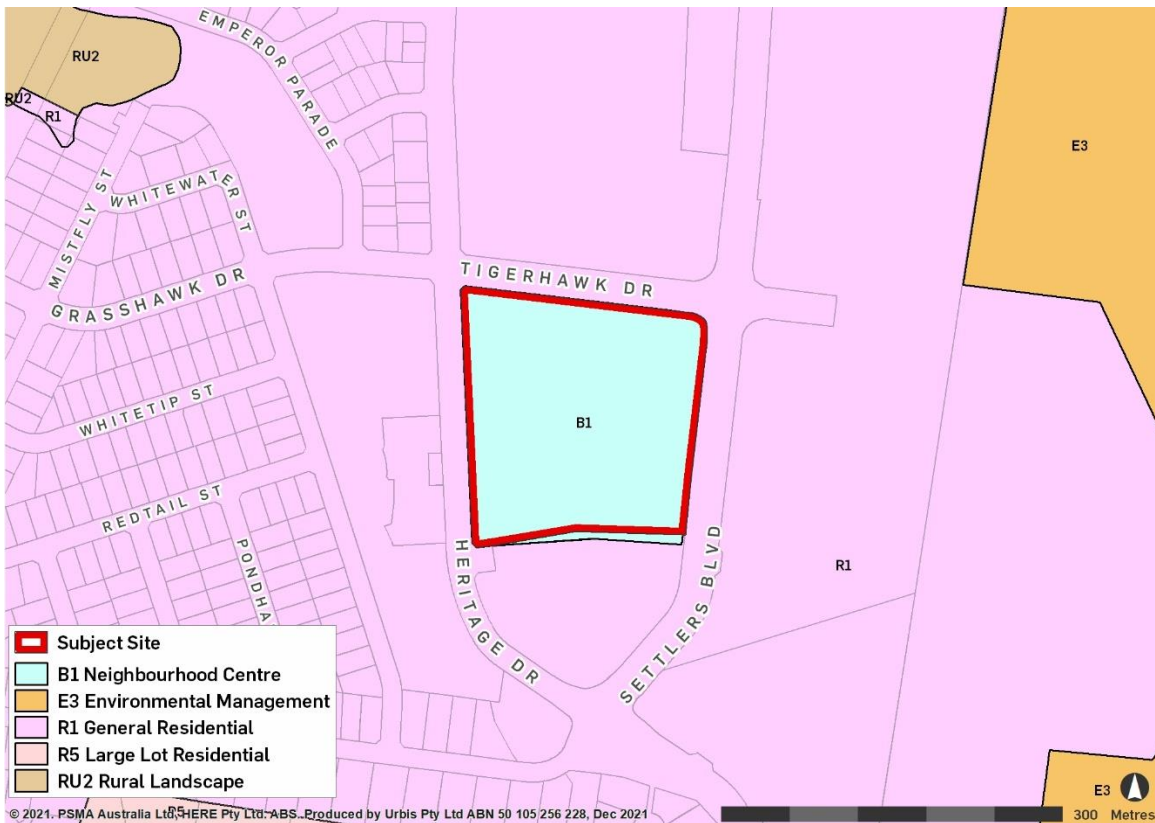 EMPEROR PARADE
RU2
RU2
R1
E3
MISTFLY ST
WHITEWATER ST
GRASSHAWK DR
TIGERHAWK DR
WHITETIP ST
B1
REDTAIL ST
PONDHA
HERITAGE DR
SETTLERS BLVD
R1
Subject Site
B1 Neighbourhood Centre
E3 Environmental Management
R1 General Residential
R5 Large Lot Residential
RU2 Rural Landscape
R5
E3
© 2021. PSMA Australia Ltd, HERE Pty Ltd. ABS. Produced by Urbis Pty Ltd ABN 50 105 256 228, Dec 2021
300 Metres